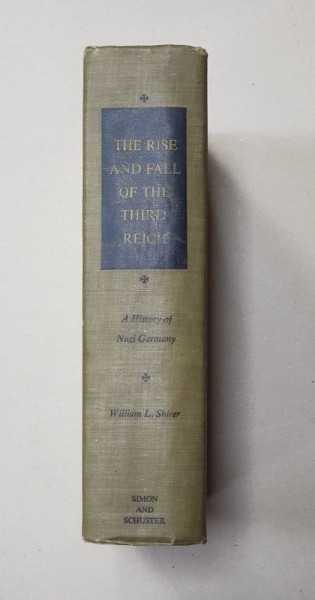 THE RISE
AND FALL
OF THE
THIRD
REICH
A History of
Nazi Germany
William L. Shirer
SIMON
AND
SCHUSTER